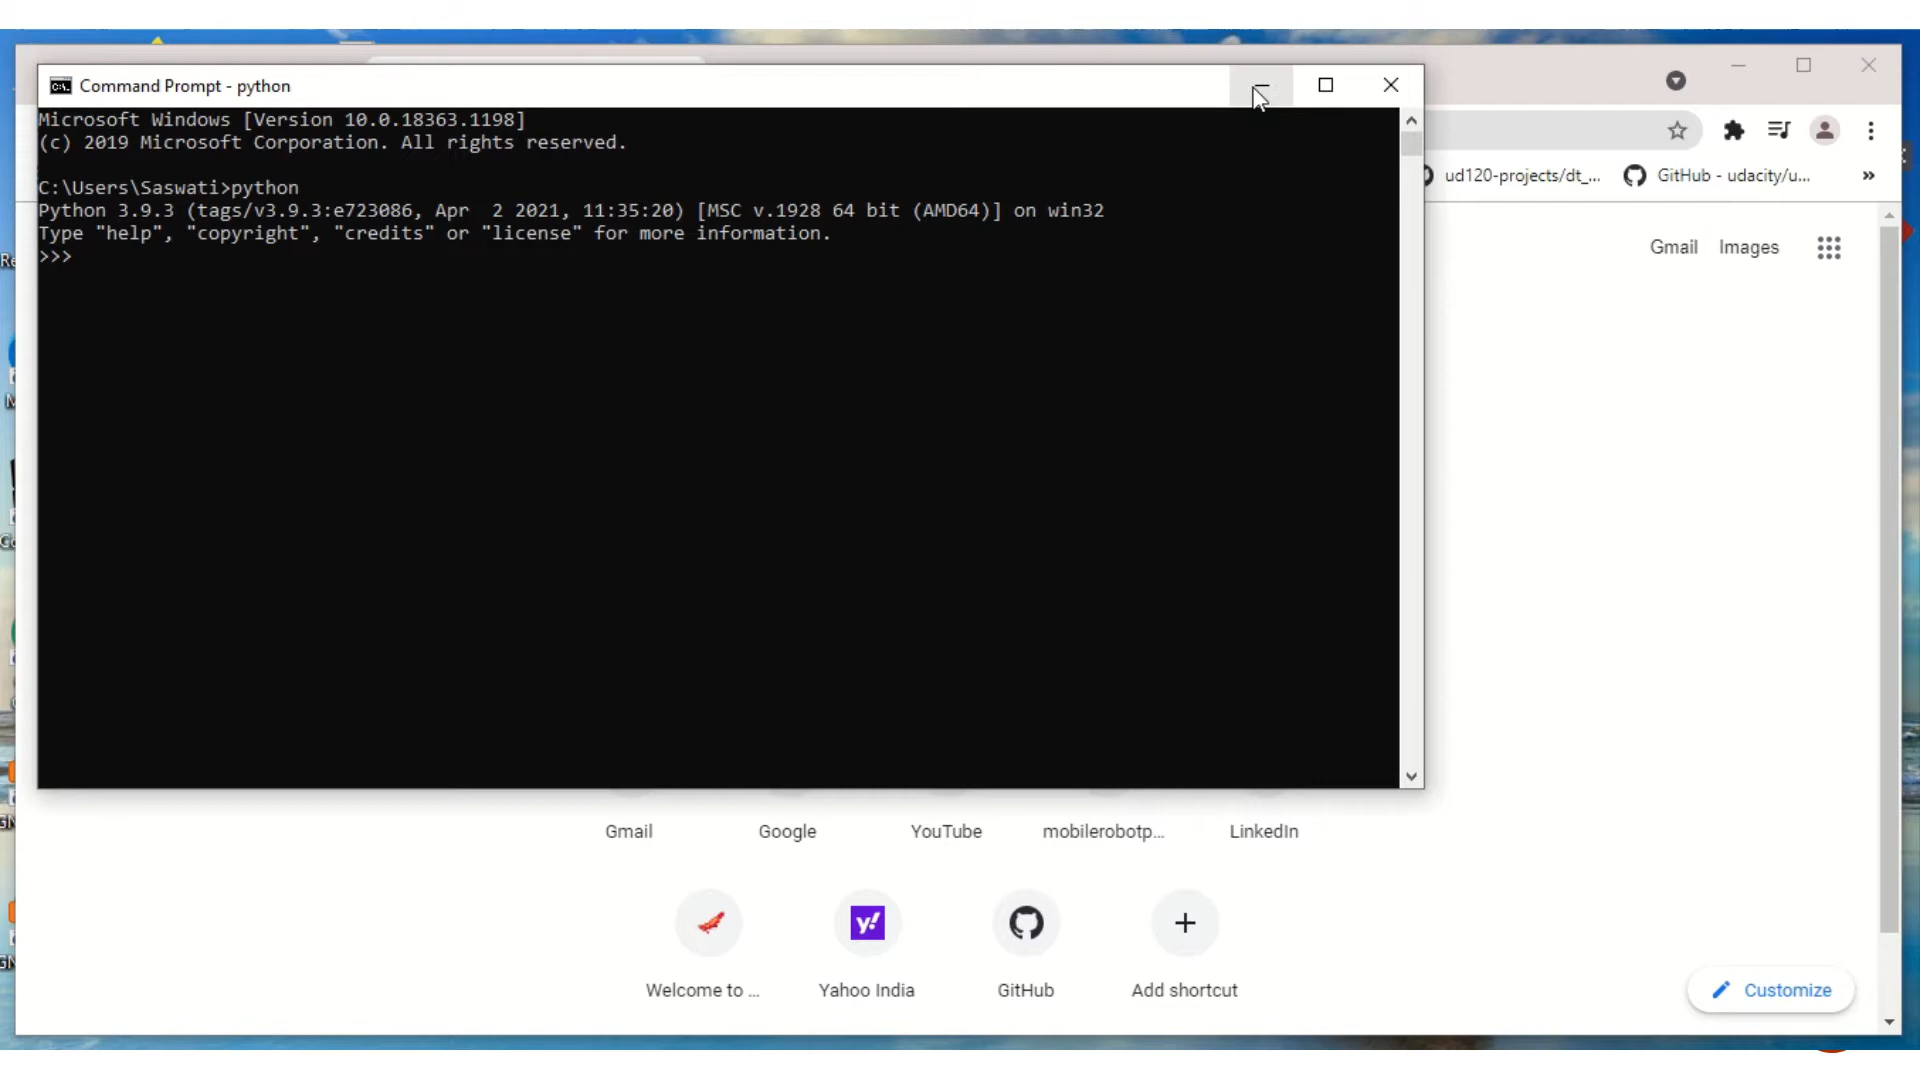 Command Prompt - python
Microsoft Windows [Version 10.0.18363.1198]
(c) 2019 Microsoft Corporation. All rights reserved.
C:\Users\Saswati>python
Python 3.9.3 (tags/v3.9.3:e723086, Apr  2 2021, 11:35:20) [MSC v.1928 64 bit (AMD64)] on win32
Type "help", "copyright", "credits" or "license" for more information.
>>>
ud120-projects/dt_... GitHub - udacity/u... »
Gmail Images
Gmail Google YouTube mobilerobotp... LinkedIn
Welcome to ... Yahoo India GitHub Add shortcut
Customize